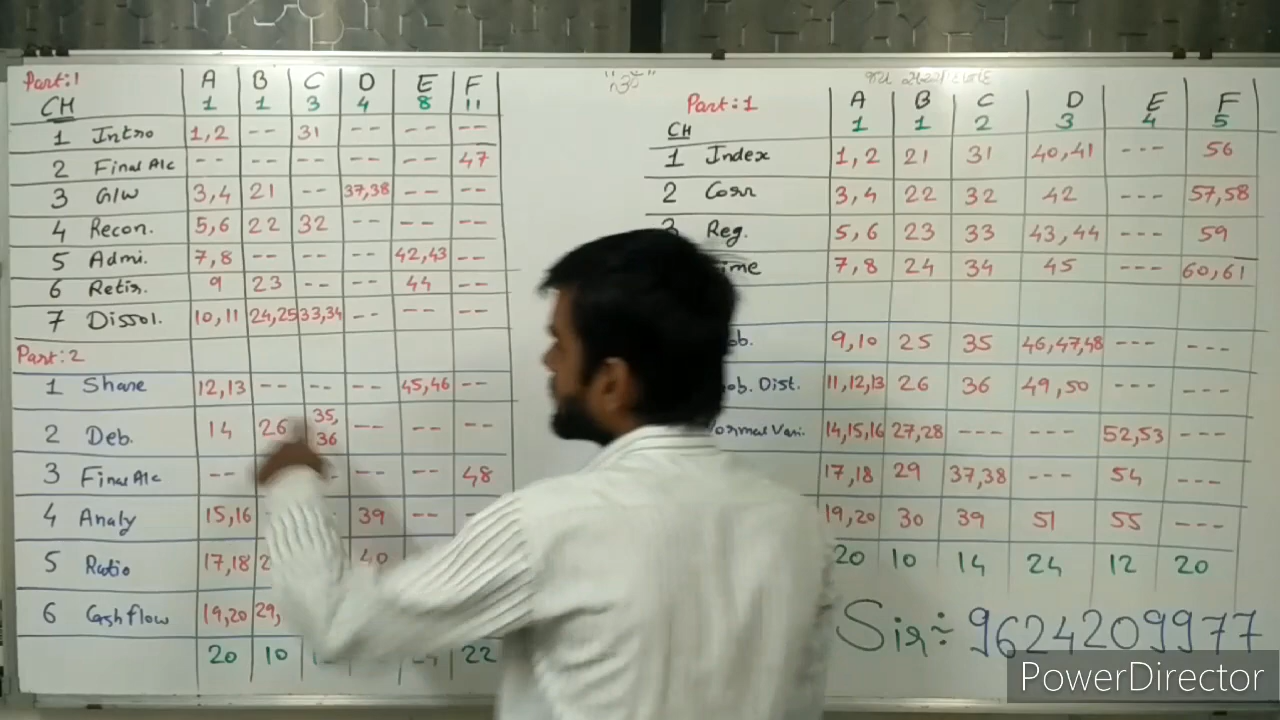 Part:1 A B C D E F
CH 1 1 3 4 8 11
1 Intro 1,2 -- 31 -- -- --
2 Final A/c -- -- -- -- -- 47
3 G/W 3,4 21 -- 37,38 -- --
4 Recon. 5,6 22 32 -- -- --
5 Admi. 7,8 -- -- -- 42,43 --
6 Retir. 9 23 -- -- 44 --
7 Dissol. 10,11 24,25 33,34 -- -- --
Part:2
1 Share 12,13 -- -- -- 45,46 --
2 Deb. 14 26 35, 36 -- -- --
3 Final A/c -- -- -- 48
4 Analy 15,16 39 --
5 Ratio 17,18 40
6 Cashflow 19,20 29,
20 10 22
"ૐ"
Part:1 A B C D E F
CH 1 1 2 3 4 5
1 Index 1,2 21 31 40,41 --- 56
2 Corr 3,4 22 32 42 --- 57,58
3 Reg. 5,6 23 33 43,44 --- 59
7,8 24 34 45 --- 60,61
9,10 25 35 46,47,48 --- ---
Dist. 11,12,13 26 36 49,50 --- ---
Vari. 14,15,16 27,28 --- --- 52,53 ---
17,18 29 37,38 --- 54 ---
19,20 30 39 51 55 ---
20 10 14 24 12 20
Sir:- 9624209977
PowerDirector